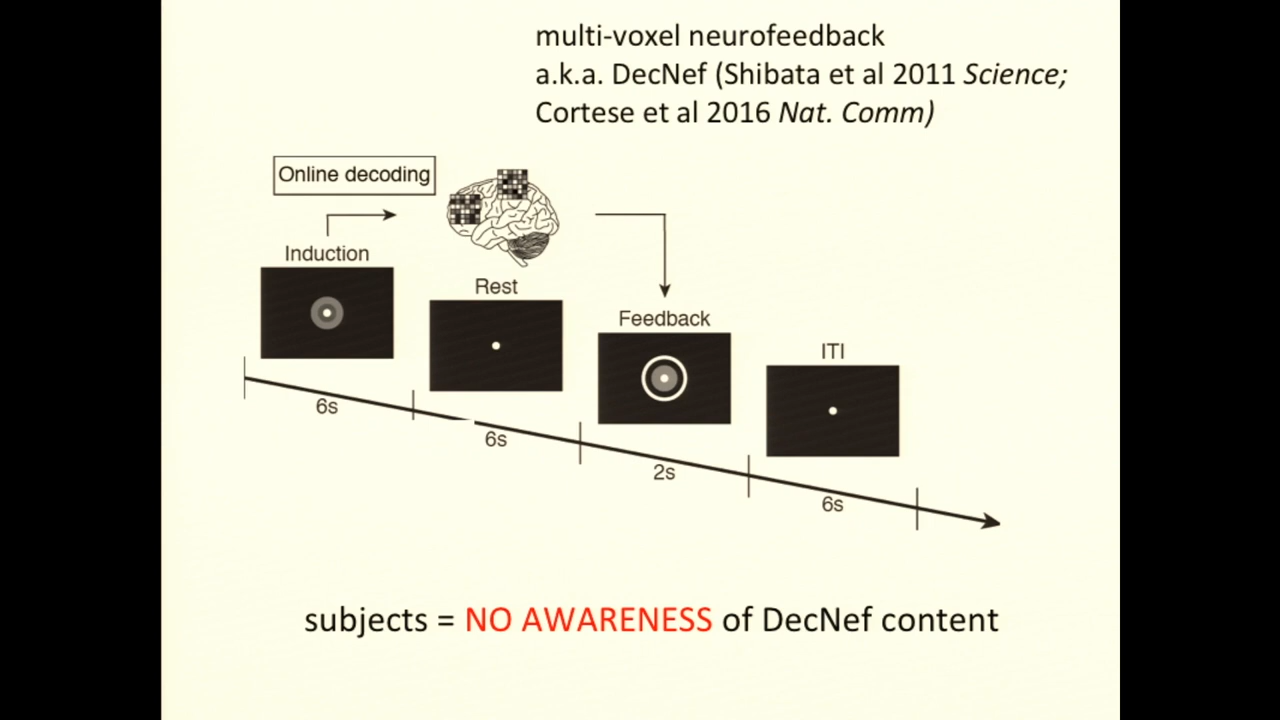 multi-voxel neurofeedback
a.k.a. DecNef (Shibata et al 2011 Science;
Cortese et al 2016 Nat. Comm)
Online decoding
Induction
Rest
Feedback
ITI
6s
6s
2s
6s
subjects = NO AWARENESS of DecNef content